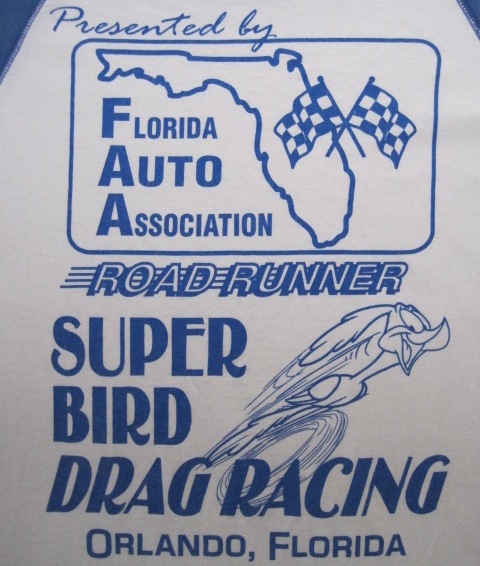 Presented by
FLORIDA
AUTO
ASSOCIATION
ROAD RUNNER
SUPER
BIRD
DRAG RACING
ORLANDO, FLORIDA